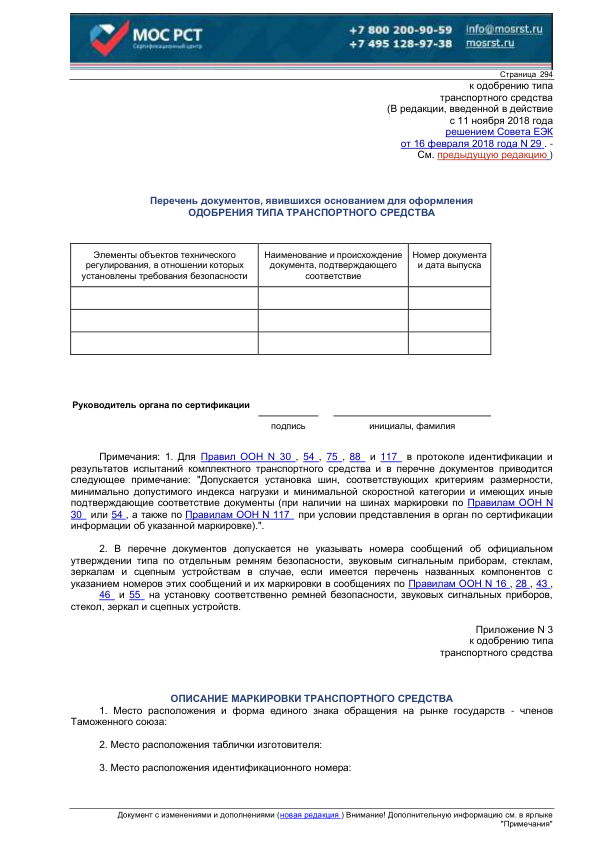 МОС РСТ
Сертификационный центр
+7 800 200-90-59
+7 495 128-97-38
info@mosrst.ru
mosrst.ru
Страница 294
к одобрению типа
транспортного средства
(В редакции, введенной в действие
с 11 ноября 2018 года
решением Совета ЕЭК
от 16 февраля 2018 года N 29 . -
См. предыдущую редакцию )
Перечень документов, явившихся основанием для оформления
ОДОБРЕНИЯ ТИПА ТРАНСПОРТНОГО СРЕДСТВА
Элементы объектов технического
регулирования, в отношении которых
установлены требования безопасности
Наименование и происхождение
документа, подтверждающего
соответствие
Номер документа
и дата выпуска
Руководитель органа по сертификации
подпись
инициалы, фамилия
Примечания: 1. Для Правил ООН N 30 , 54 , 75 , 88 и 117 в протоколе идентификации и
результатов испытаний комплектного транспортного средства и в перечне документов приводится
следующее примечание: "Допускается установка шин, соответствующих критериям размерности,
минимально допустимого индекса нагрузки и минимальной скоростной категории и имеющих иные
подтверждающие соответствие документы (при наличии на шинах маркировки по Правилам ООН N
30 или 54 , а также по Правилам ООН N 117 при условии представления в орган по сертификации
информации об указанной маркировке).".
2. В перечне документов допускается не указывать номера сообщений об официальном
утверждении типа по отдельным ремням безопасности, звуковым сигнальным приборам, стеклам,
зеркалам и сцепным устройствам в случае, если имеется перечень названных компонентов с
указанием номеров этих сообщений и их маркировки в сообщениях по Правилам ООН N 16 , 28 , 43 ,
46 и 55 на установку соответственно ремней безопасности, звуковых сигнальных приборов,
стекол, зеркал и сцепных устройств.
Приложение N 3
к одобрению типа
транспортного средства
ОПИСАНИЕ МАРКИРОВКИ ТРАНСПОРТНОГО СРЕДСТВА
1. Место расположения и форма единого знака обращения на рынке государств - членов
Таможенного союза:
2. Место расположения таблички изготовителя:
3. Место расположения идентификационного номера:
Документ с изменениями и дополнениями (новая редакция ) Внимание! Дополнительную информацию см. в ярлыке
"Примечания"